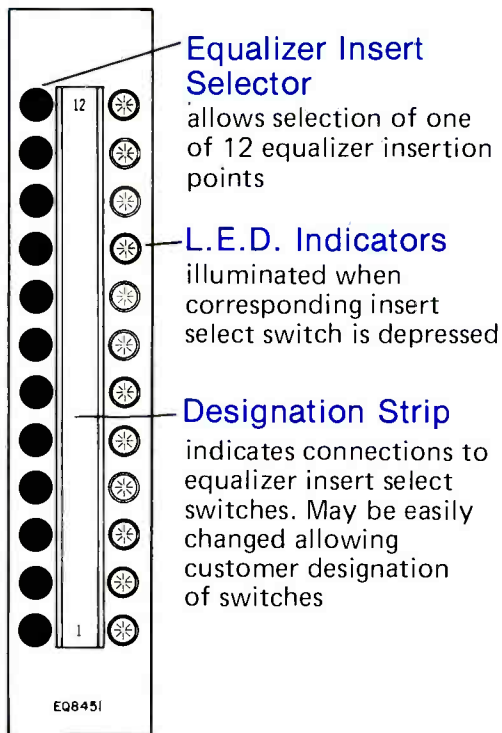 Equalizer Insert
Selector
allows selection of one
of 12 equalizer insertion
points
12
L.E.D. Indicators
illuminated when
corresponding insert
select switch is depressed
Designation Strip
indicates connections to
equalizer insert select
switches. May be easily
changed allowing
customer designation
of switches
1
EQ8451